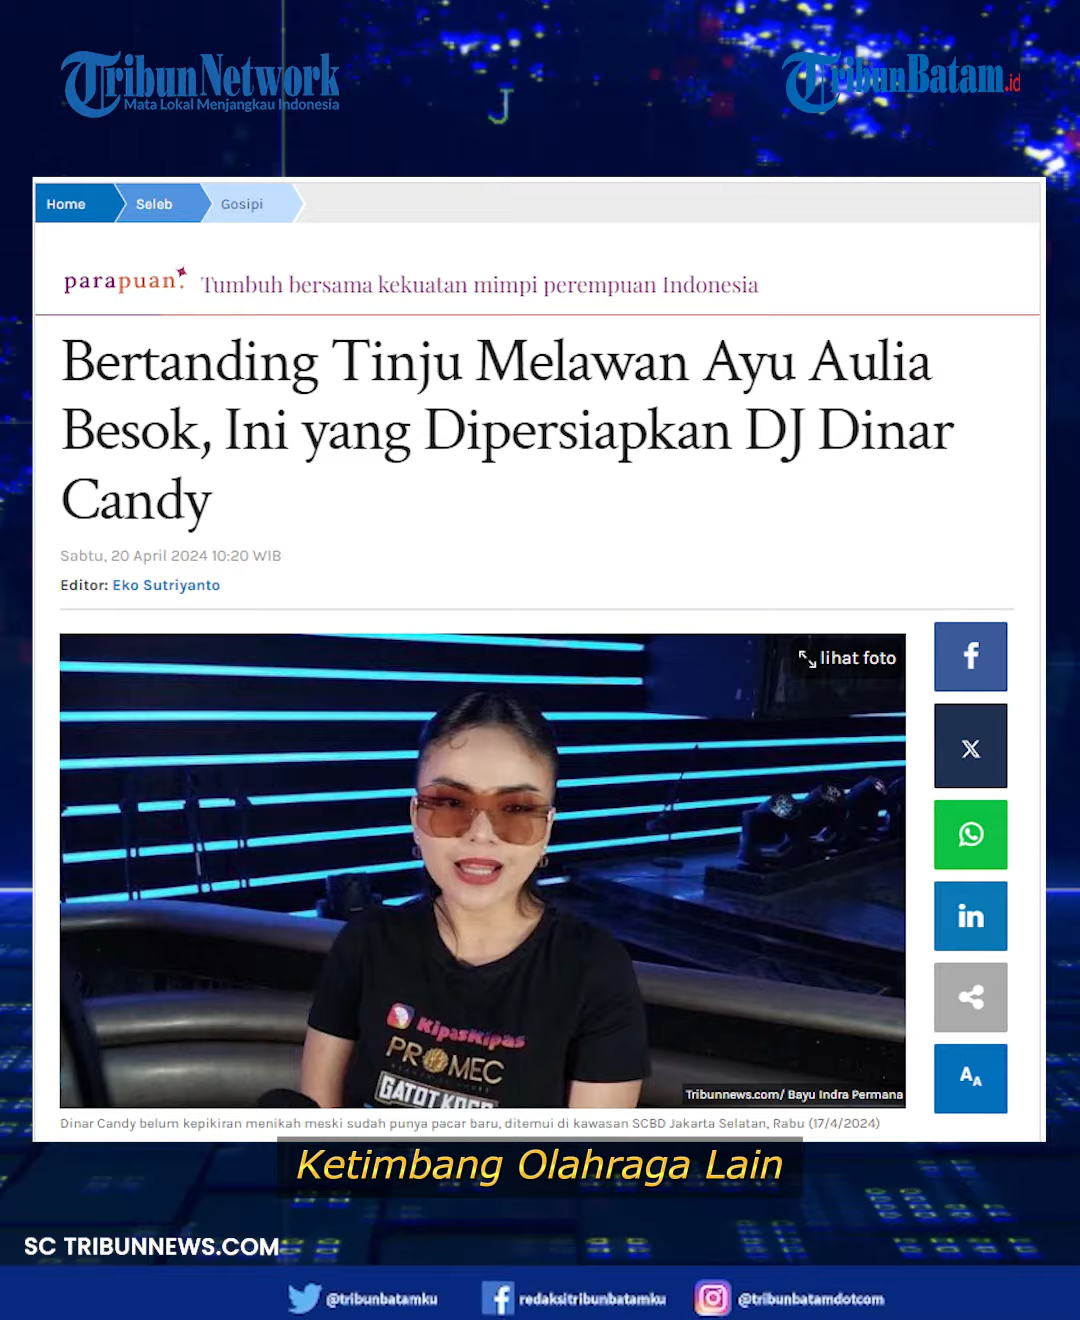 TribunNetwork
Mata Lokal Menjangkau Indonesia
TribunBatam.id
J
Home
Seleb
Gosipi
parapuan.
Tumbuh bersama kekuatan mimpi perempuan Indonesia
Bertanding Tinju Melawan Ayu Aulia
Besok, Ini yang Dipersiapkan DJ Dinar
Candy
Sabtu, 20 April 2024 10:20 WIB
Editor: Eko Sutriyanto
lihat foto
KipasKipas
PROMEC
Tribunnews.com/ Bayu Indra Permana
Dinar Candy belum kepikiran menikah meski sudah punya pacar baru, ditemui di kawasan SCBD Jakarta Selatan, Rabu (17/4/2024)
Ketimbang Olahraga Lain
SC TRIBUNNEWS.COM
@tribunbatamku
redaksitribunbatamku
@tribunbatamdotcom